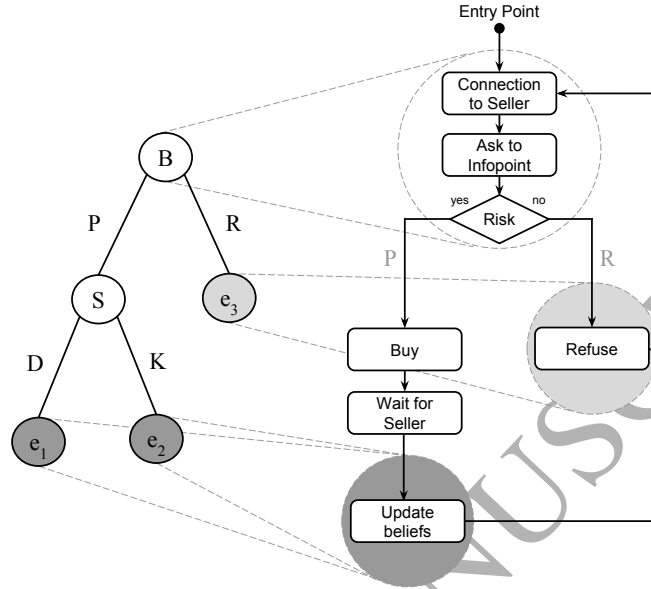 Entry Point
Connection
to Seller
Ask to
Infopoint
B
yes
no
Risk
P
R
P
R
S
e3
D
K
Buy
Refuse
Wait for
Seller
e1
e2
Update
beliefs